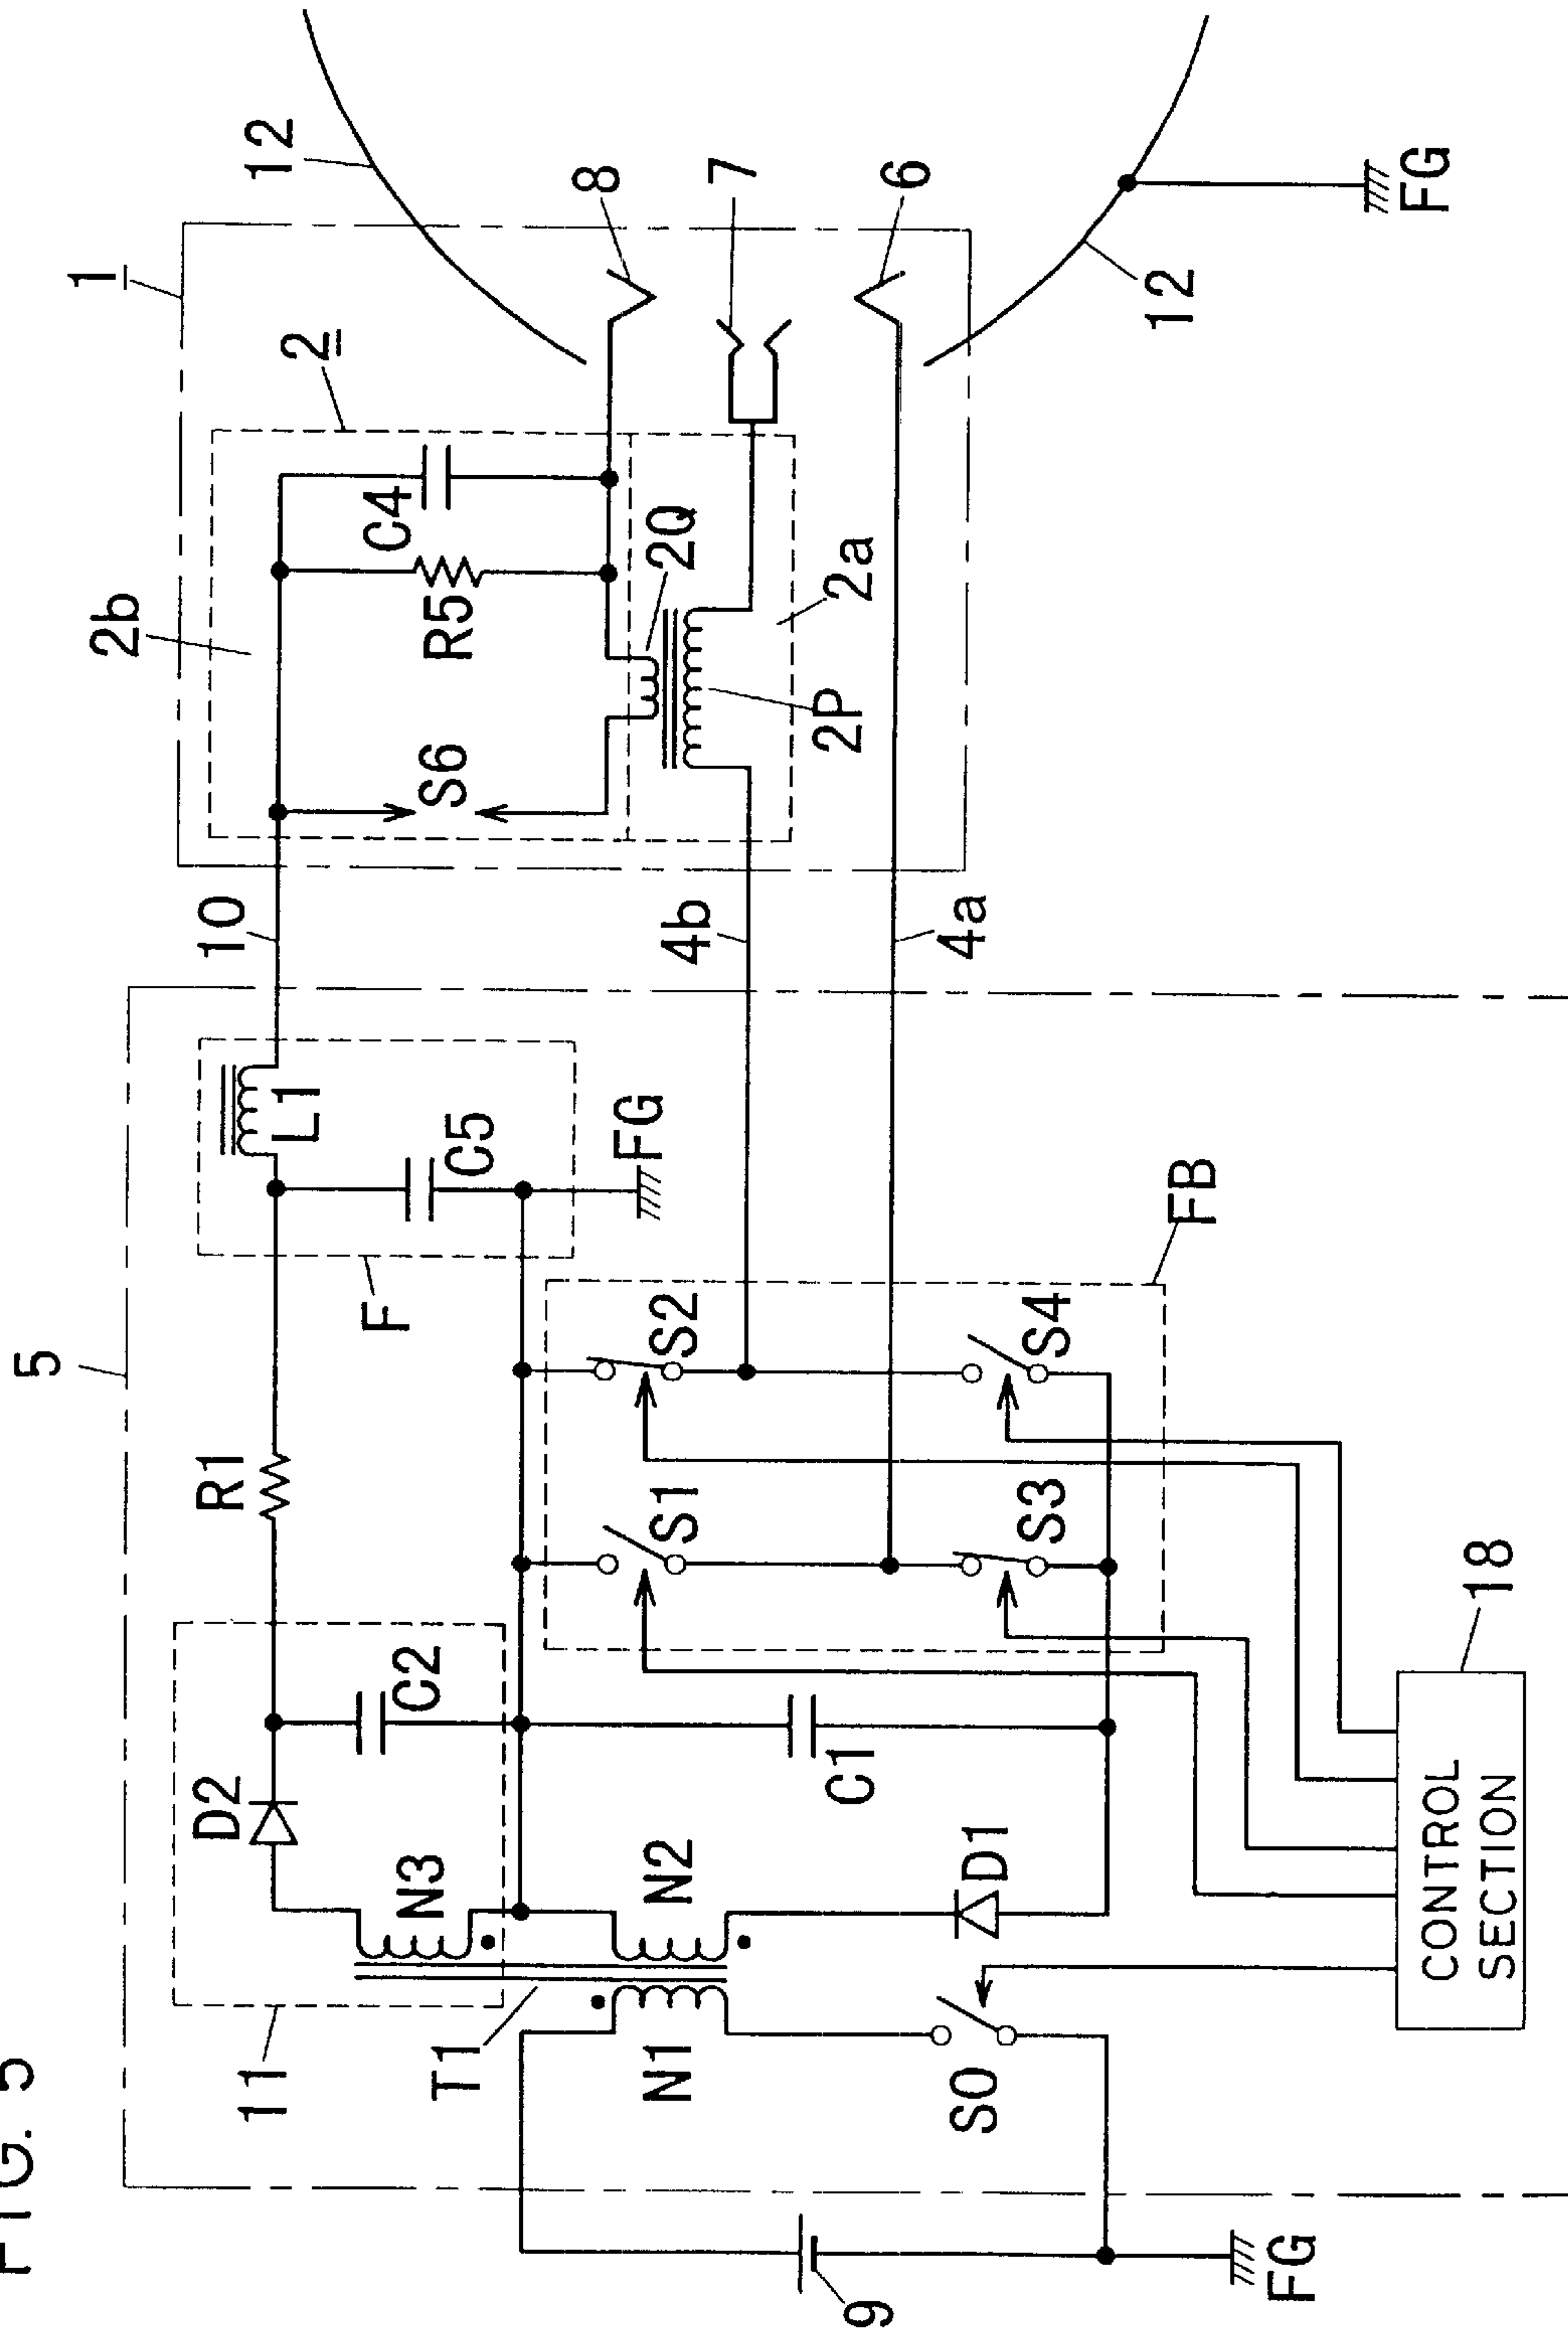 FIG. 5
5
1
2
2b
12
8
7
6
12
FG
C4
R5
2Q
2a
2P
S6
10
4b
4a
L1
C5
FG
F
FB
R1
S2
S4
S1
S3
11
D2
C2
N3
T1
N1
N2
C1
D1
S0
9
FG
18
CONTROL
SECTION